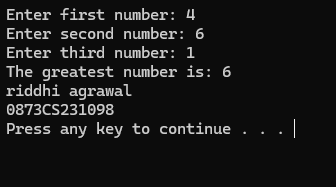 Enter first number: 4
Enter second number: 6
Enter third number: 1
The greatest number is: 6
riddhi agrawal
0873CS231098
Press any key to continue . . .